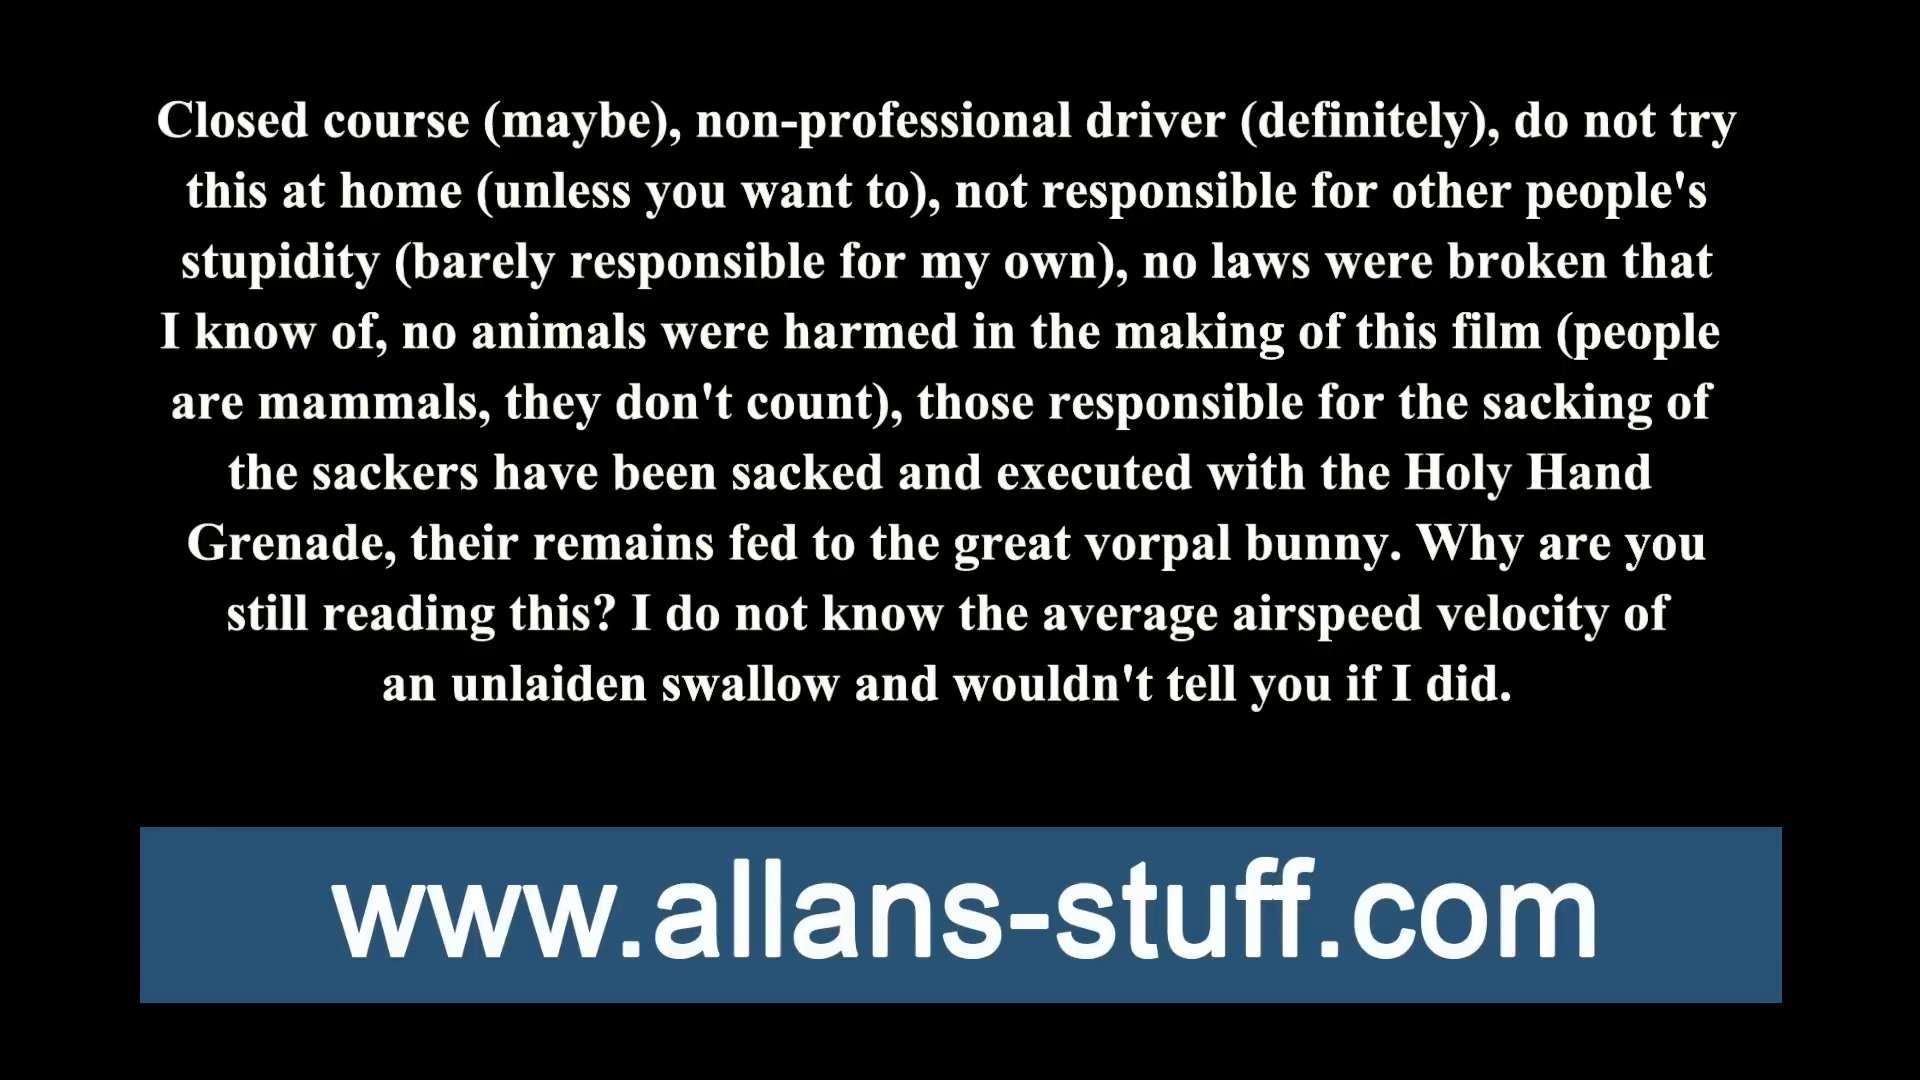 Closed course (maybe), non-professional driver (definitely), do not try
this at home (unless you want to), not responsible for other people's
stupidity (barely responsible for my own), no laws were broken that
I know of, no animals were harmed in the making of this film (people
are mammals, they don't count), those responsible for the sacking of
the sackers have been sacked and executed with the Holy Hand
Grenade, their remains fed to the great vorpal bunny. Why are you
still reading this? I do not know the average airspeed velocity of
an unlaiden swallow and wouldn't tell you if I did.
www.allans-stuff.com